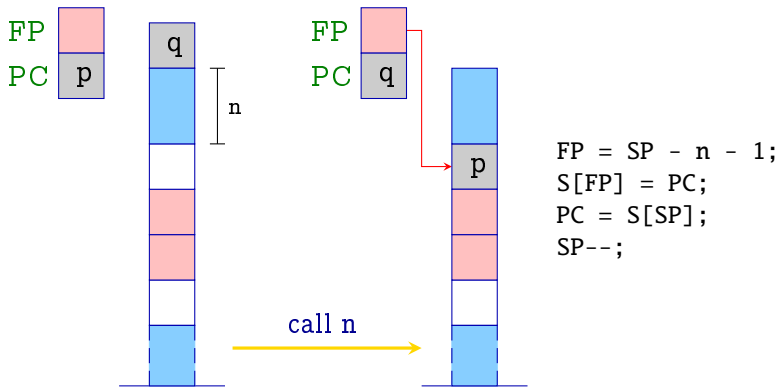 FP
PC p
q
n
FP
PC q
p
FP = SP - n - 1;
S[FP] = PC;
PC = S[SP];
SP--;
call n